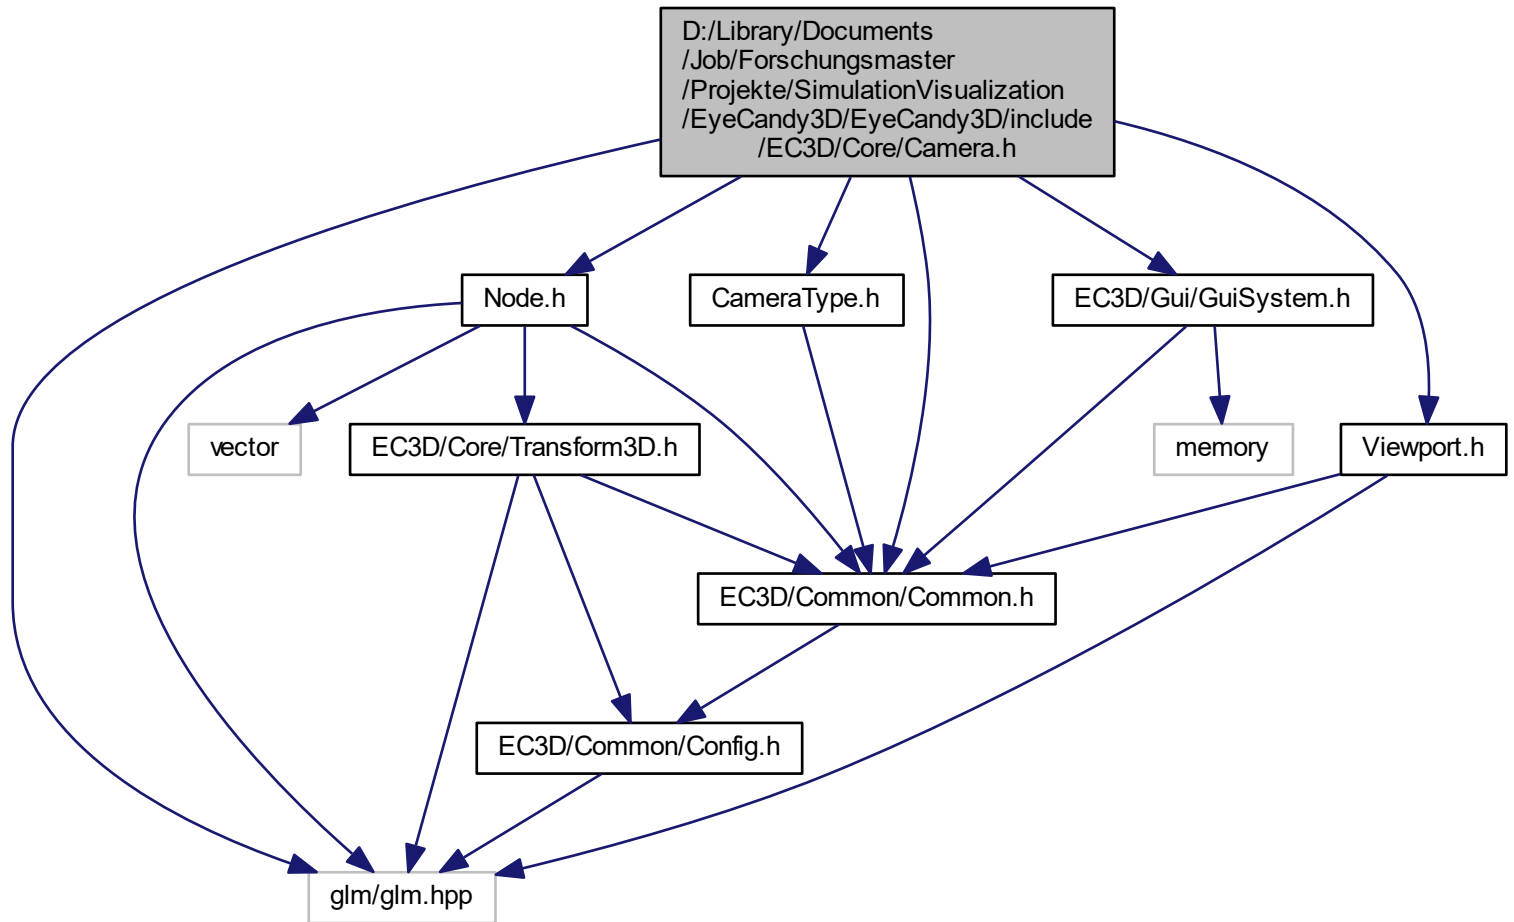 D:/Library/Documents
/Job/Forschungsmaster
/Projekte/SimulationVisualization
/EyeCandy3D/EyeCandy3D/include
/EC3D/Core/Camera.h
Node.h
CameraType.h
EC3D/Gui/GuiSystem.h
vector
EC3D/Core/Transform3D.h
memory
Viewport.h
EC3D/Common/Common.h
EC3D/Common/Config.h
glm/glm.hpp